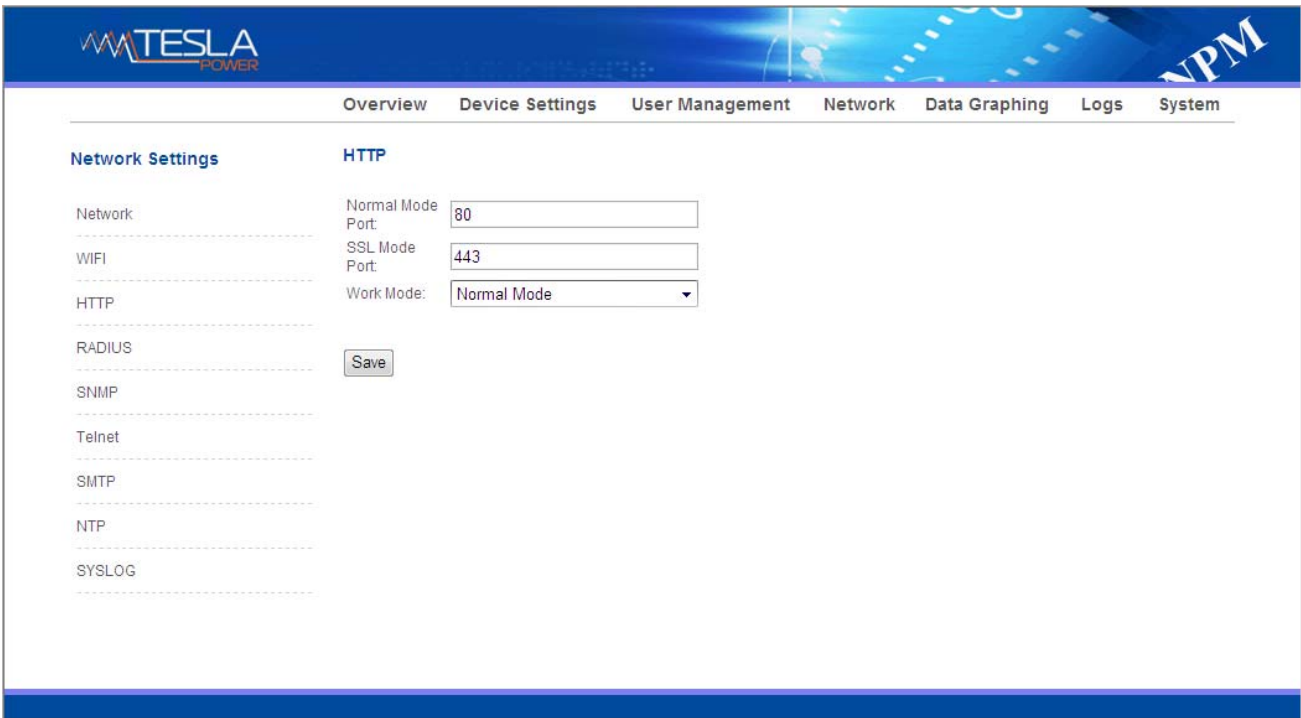 TESLA
POWER
NPM
Overview Device Settings User Management Network Data Graphing Logs System
Network Settings
Network
WIFI
HTTP
RADIUS
SNMP
Telnet
SMTP
NTP
SYSLOG
HTTP
Normal Mode
Port:
80
SSL Mode
Port:
443
Work Mode:
Normal Mode
Save